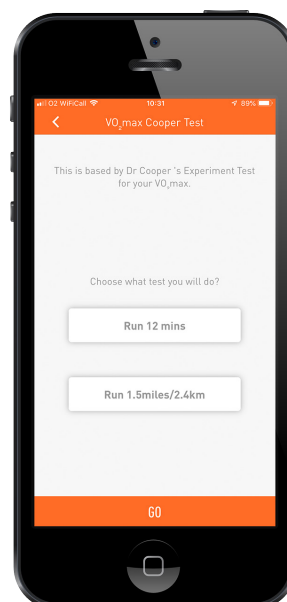 O2 WiFiCall 10:31 89%
VO₂max Cooper Test
This is based by Dr Cooper 's Experiment Test
for your VO₂max.
Choose what test you will do?
Run 12 mins
Run 1.5miles/2.4km
GO